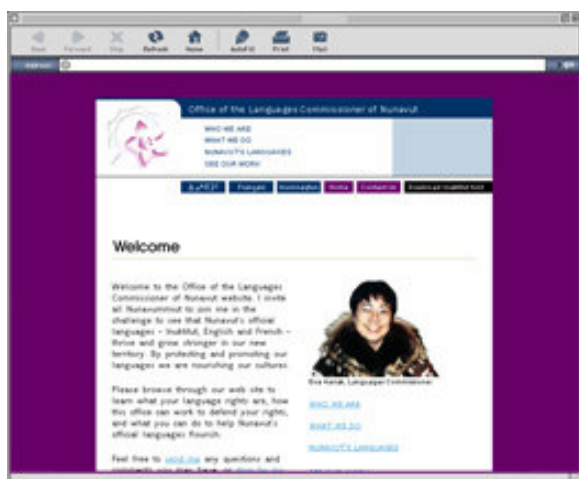 Back Forward Stop Refresh Home AutoFill Print Mail
Address
Office of the Languages Commissioner of Nunavut
WHO WE ARE
WHAT WE DO
NUNAVUT'S LANGUAGES
SEE OUR WORK
Français Inuinnaqtun Home Contact Us
Welcome
Welcome to the Office of the Languages
Commissioner of Nunavut website. I invite
all Nunavummiut to join me in the
challenge to see that Nunavut's official
languages – Inuktitut, English and French –
thrive and grow stronger in our new
territory. By protecting and promoting our
languages we are nourishing our cultures.
Please browse through our web site to
learn what your language rights are, how
this office can work to defend your rights,
and what you can do to help Nunavut's
official languages flourish.
Feel free to send me any questions and
Eva Aariak, Languages Commissioner
WHO WE ARE
WHAT WE DO
NUNAVUT'S LANGUAGES